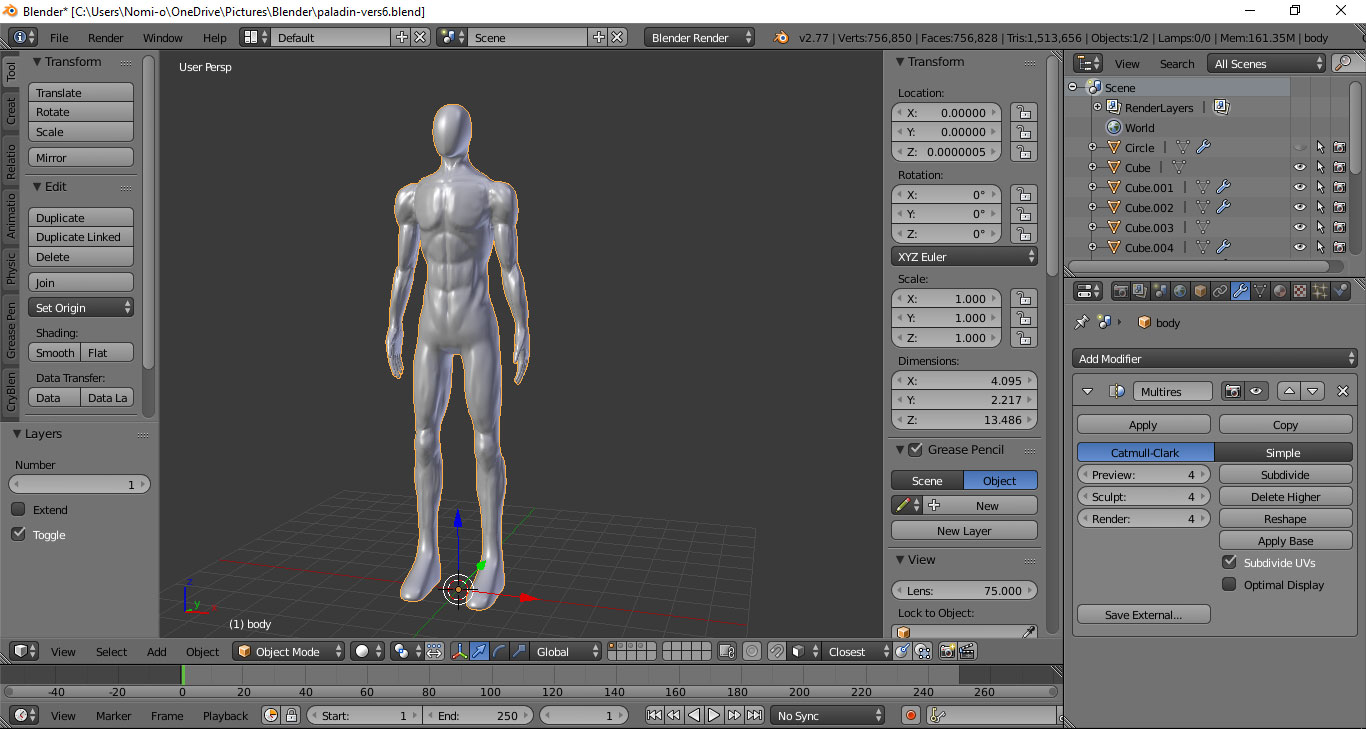 Blender* [C:\Users\Nomi-o\OneDrive\Pictures\Blender\paladin-vers6.blend]
File Render Window Help Default Scene Blender Render v2.77 | Verts:756,850 | Faces:756,828 | Tris:1,513,656 | Objects:1/2 | Lamps:0/0 | Mem:161.35M | body
Tool
Creat
Relatio
Animatio
Physic
Grease Pen
CryBlen
Transform
Translate
Rotate
Scale
Mirror
Edit
Duplicate
Duplicate Linked
Delete
Join
Set Origin
Shading:
Smooth Flat
Data Transfer:
Data Data La
Layers
Number
1
Extend
Toggle
User Persp
z
y
(1) body
Transform
Location:
X: 0.00000
Y: 0.00000
Z: 0.0000005
Rotation:
X: 0°
Y: 0°
Z: 0°
XYZ Euler
Scale:
X: 1.000
Y: 1.000
Z: 1.000
Dimensions:
X: 4.095
Y: 2.217
Z: 13.486
Grease Pencil
Scene Object
New
New Layer
View
Lens: 75.000
Lock to Object:
View Search All Scenes
Scene
RenderLayers |
World
Circle |
Cube |
Cube.001 |
Cube.002 |
Cube.003 |
Cube.004 |
body
Add Modifier
Multires
Apply Copy
Catmull-Clark Simple
Preview: 4 Subdivide
Sculpt: 4 Delete Higher
Render: 4 Reshape
Apply Base
Subdivide UVs
Optimal Display
Save External...
View Select Add Object Object Mode Global Closest
-40 -20 0 20 40 60 80 100 120 140 160 180 200 220 240 260
View Marker Frame Playback Start: 1 End: 250 1 No Sync